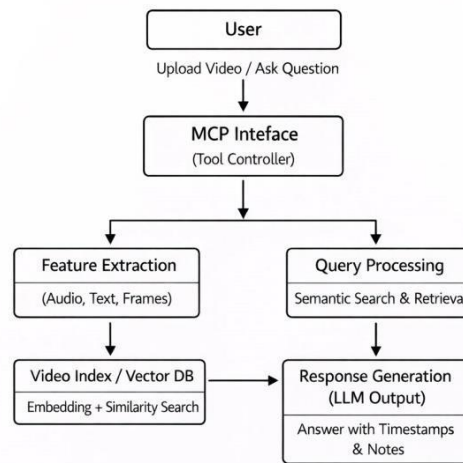 User
Upload Video / Ask Question
MCP Inteface
(Tool Controller)
Feature Extraction
(Audio, Text, Frames)
Query Processing
Semantic Search & Retrieva
Video Index / Vector DB
Embedding + Similarity Search
Response Generation
(LLM Output)
Answer with Timestamps
& Notes